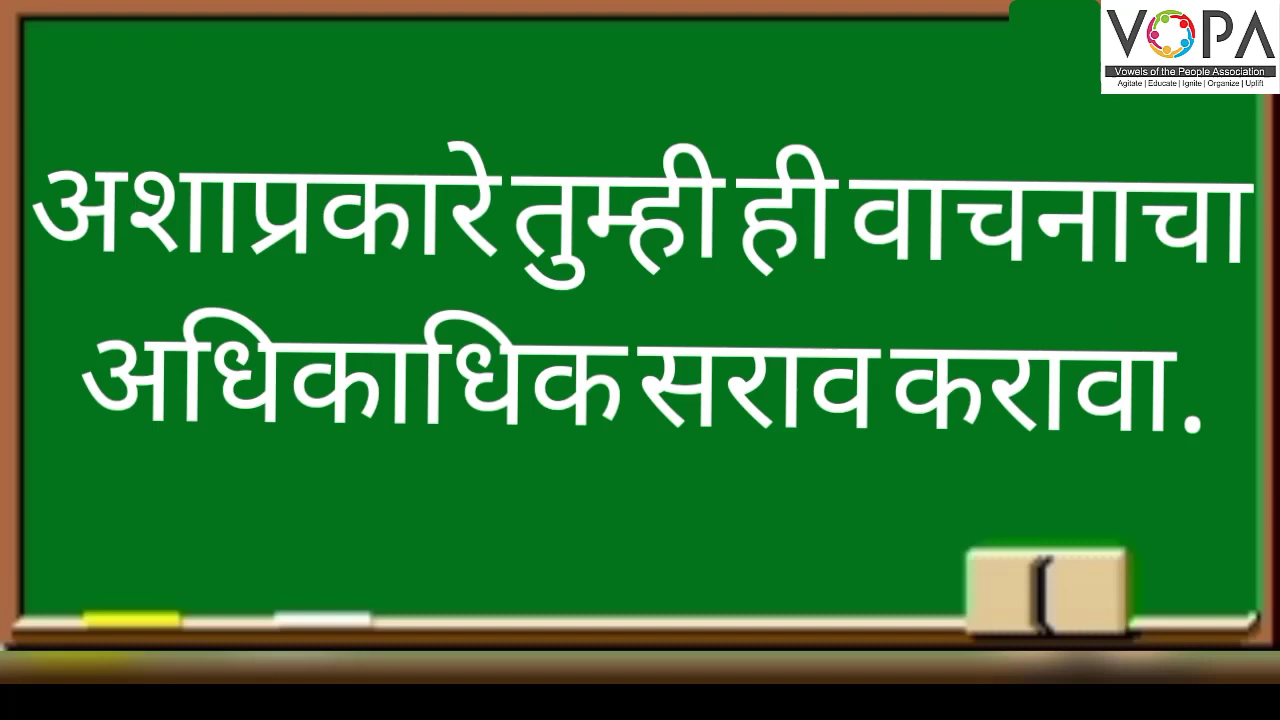 VOPA
Vowels of the People Association
Agitate | Educate | Ignite | Organize | Uplift
अशाप्रकारे तुम्ही ही वाचनाचा
अधिकाधिक सराव करावा.